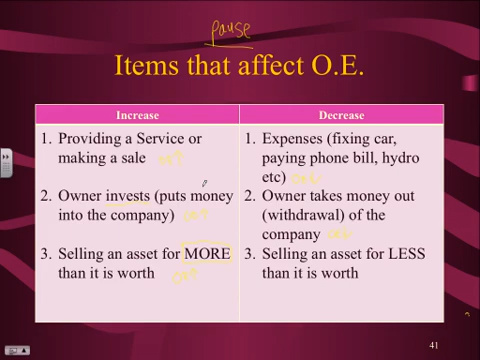 pause
Items that affect O.E.
Increase
1. Providing a Service or
making a sale
2. Owner invests (puts money
into the company)
3. Selling an asset for MORE
than it is worth
Decrease
1. Expenses (fixing car,
paying phone bill, hydro
etc)
2. Owner takes money out
(withdrawal) of the
company
3. Selling an asset for LESS
than it is worth
41